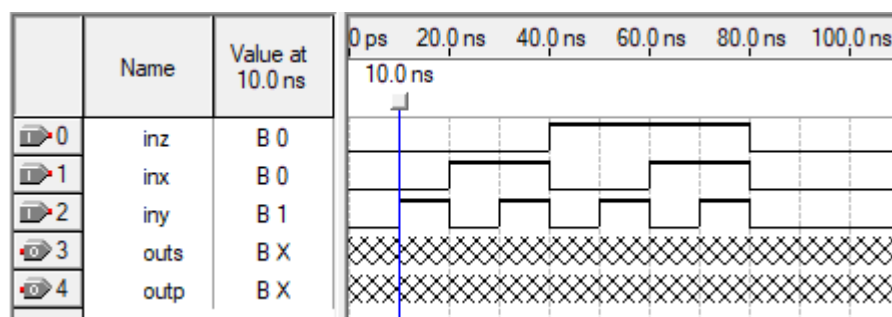 Name
Value at
10.0 ns
0 ps 20.0 ns 40.0 ns 60.0 ns 80.0 ns 100.0 ns
10.0 ns
0 inz B 0
1 inx B 0
2 iny B 1
3 outs B X
4 outp B X